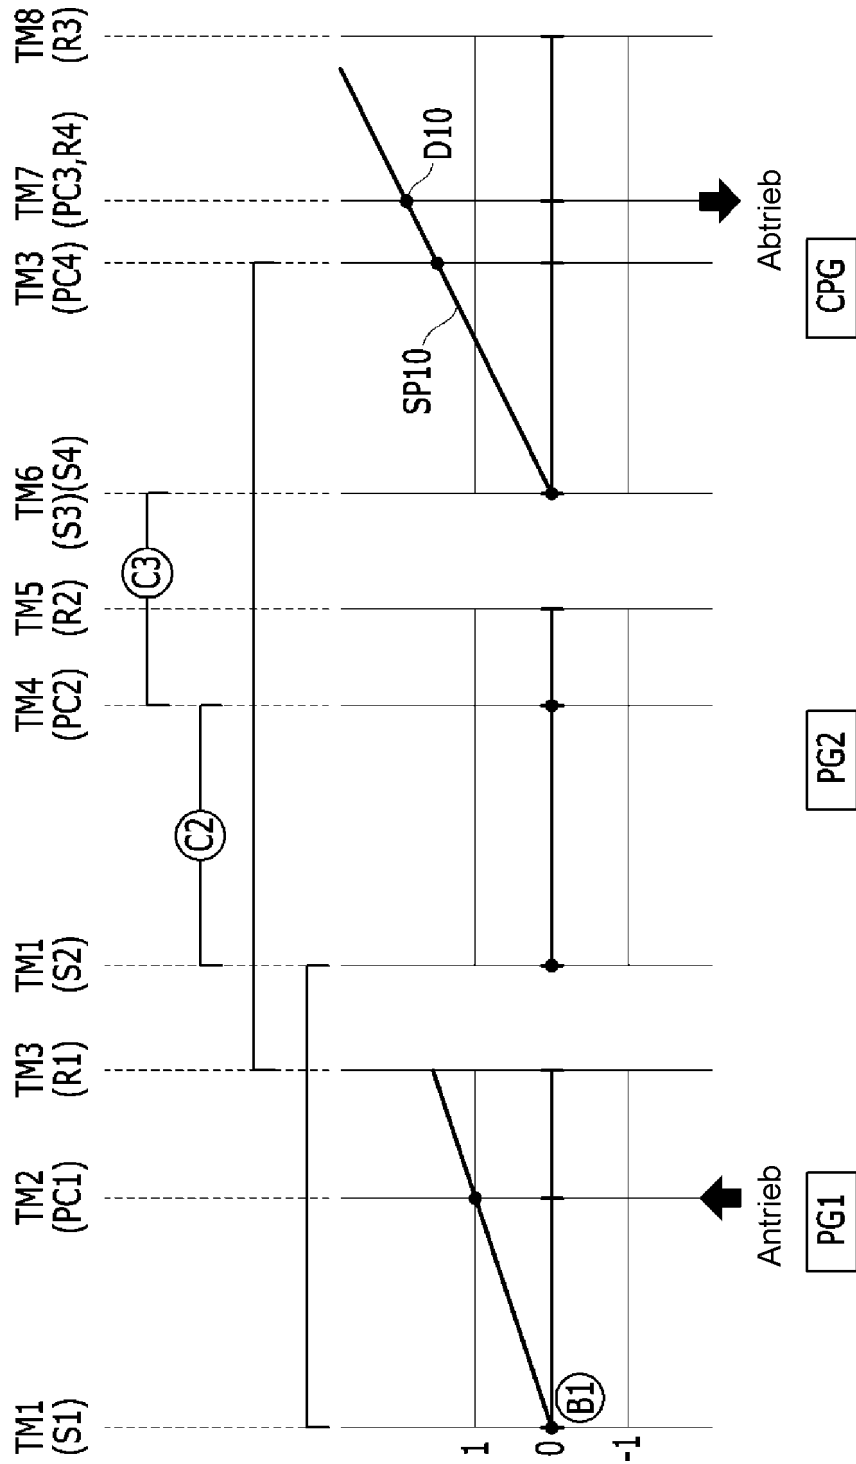 TM1
(S1)
TM2
(PC1)
TM3
(R1)
TM1
(S2)
TM4
(PC2)
TM5
(R2)
TM6
(S3)(S4)
TM3
(PC4)
TM7
(PC3,R4)
TM8
(R3)
C3
C2
D10
SP10
1
0
-1
B1
Antrieb
Abtrieb
PG1
PG2
CPG